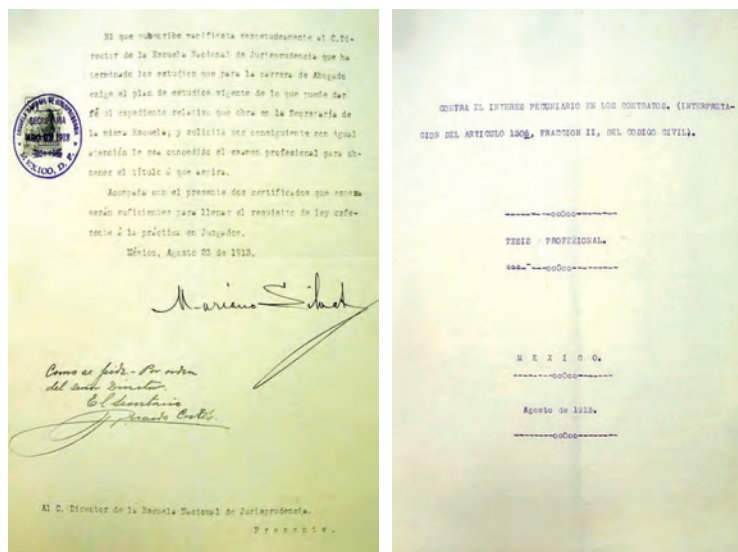 El que subscribe manifiesta respetuosamente al C. Di-
rector de la Escuela Nacional de Jurisprudencia que ha
terminado los estudios que para la carrera de Abogado
exige el plan de estudios vigente de lo que puede dar
fé el expediente relativo que obra en la Secretaría de
la misma Escuela, y solicita por consiguiente con igual
atención le sea concedido el examen profesional para ob-
tener el título á que aspira.
Acompaña con el presente dos certificados que espera
serán suficientes para llenar el requisito de ley refe-
rente á la práctica en Juzgados.
México, Agosto 23 de 1913.
SECRETARIA
MEXICO, D. F.
Mariano Silva
Como se pide - Por orden
del señor Director.
El Secretario
Ricardo Cortés.
Al C. Director de la Escuela Nacional de Jurisprudencia.
Presente.
CONTRA EL INTERES PECUNIARIO EN LOS CONTRATOS. (INTERPRETA-
CION DEL ARTICULO FRACCION II, DEL CODIGO CIVIL).
TESIS PROFESIONAL.
MEXICO.
Agosto de 1913.